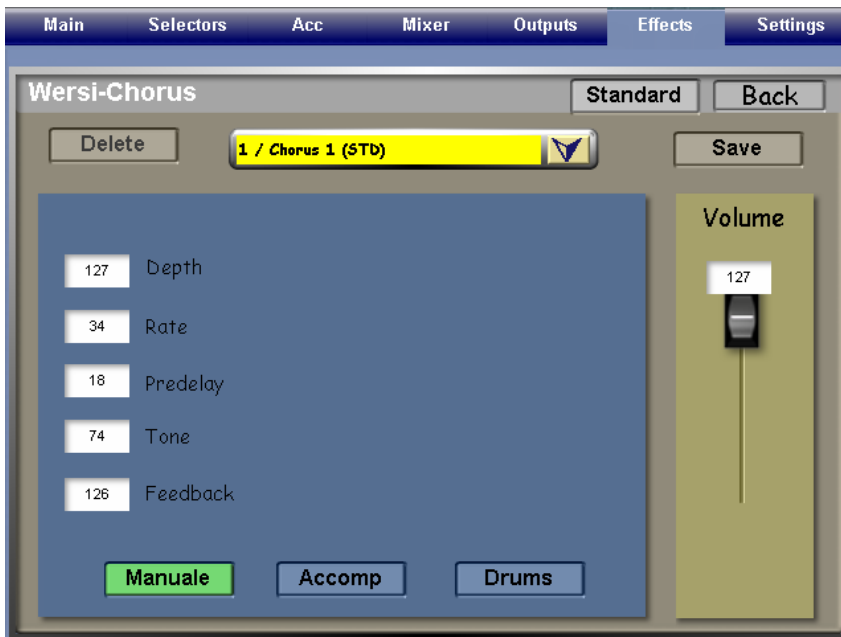 Main Selectors Acc Mixer Outputs Effects Settings
Wersi-Chorus Standard Back
Delete 1 / Chorus 1 (STD) Save
Volume
127 Depth 127
34 Rate
18 Predelay
74 Tone
126 Feedback
Manuale Accomp Drums